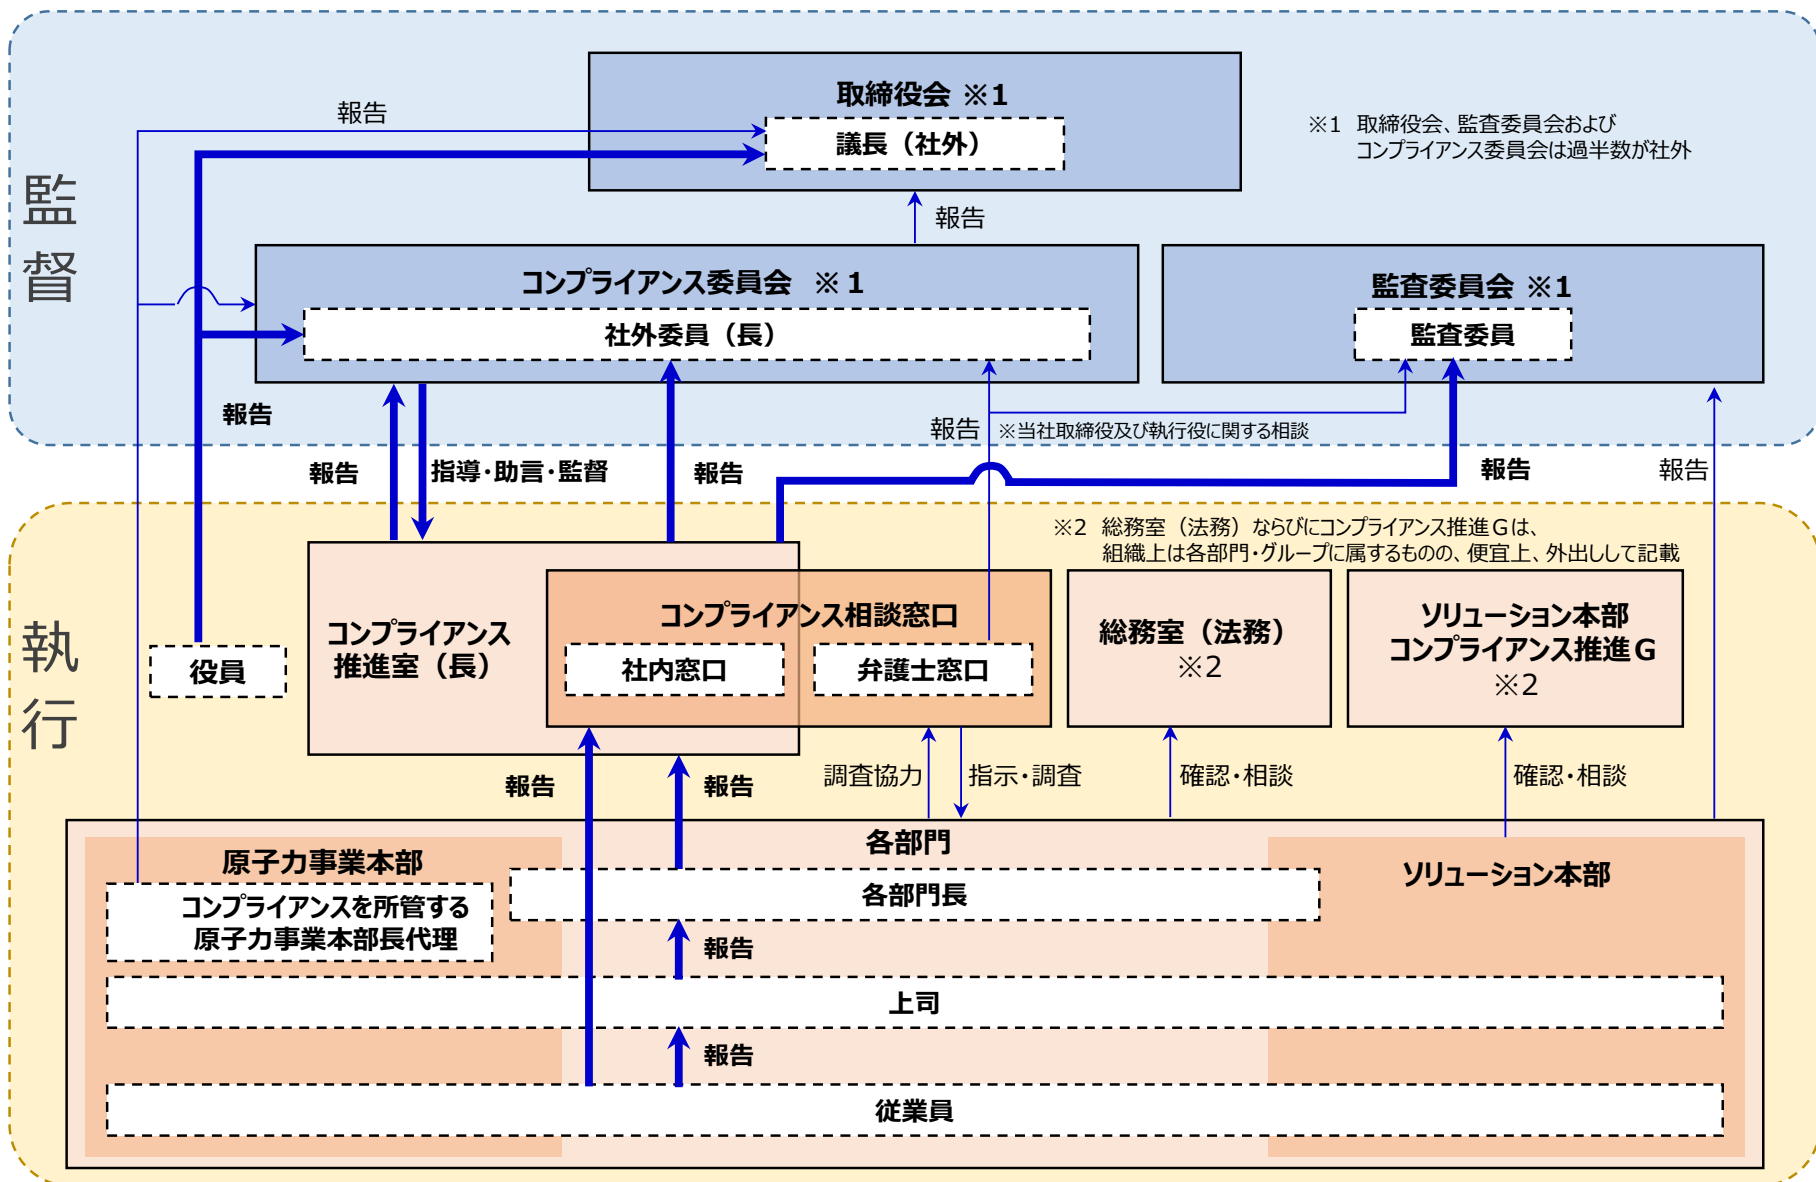 監督
取締役会 ※1
議長（社外）
報告
※1 取締役会、監査委員会および
コンプライアンス委員会は過半数が社外
報告
コンプライアンス委員会 ※1
社外委員（長）
監査委員会 ※1
監査委員
報告
報告 ※当社取締役及び執行役に関する相談
報告
指導・助言・監督
報告
報告
報告
執行
※2 総務室（法務）ならびにコンプライアンス推進Gは、
組織上は各部門・グループに属するものの、便宜上、外出しして記載
役員
コンプライアンス
推進室（長）
コンプライアンス相談窓口
社内窓口
弁護士窓口
総務室（法務）
※2
ソリューション本部
コンプライアンス推進G
※2
報告
報告
調査協力
指示・調査
確認・相談
確認・相談
各部門
原子力事業本部
コンプライアンスを所管する
原子力事業本部長代理
各部門長
ソリューション本部
報告
上司
報告
従業員